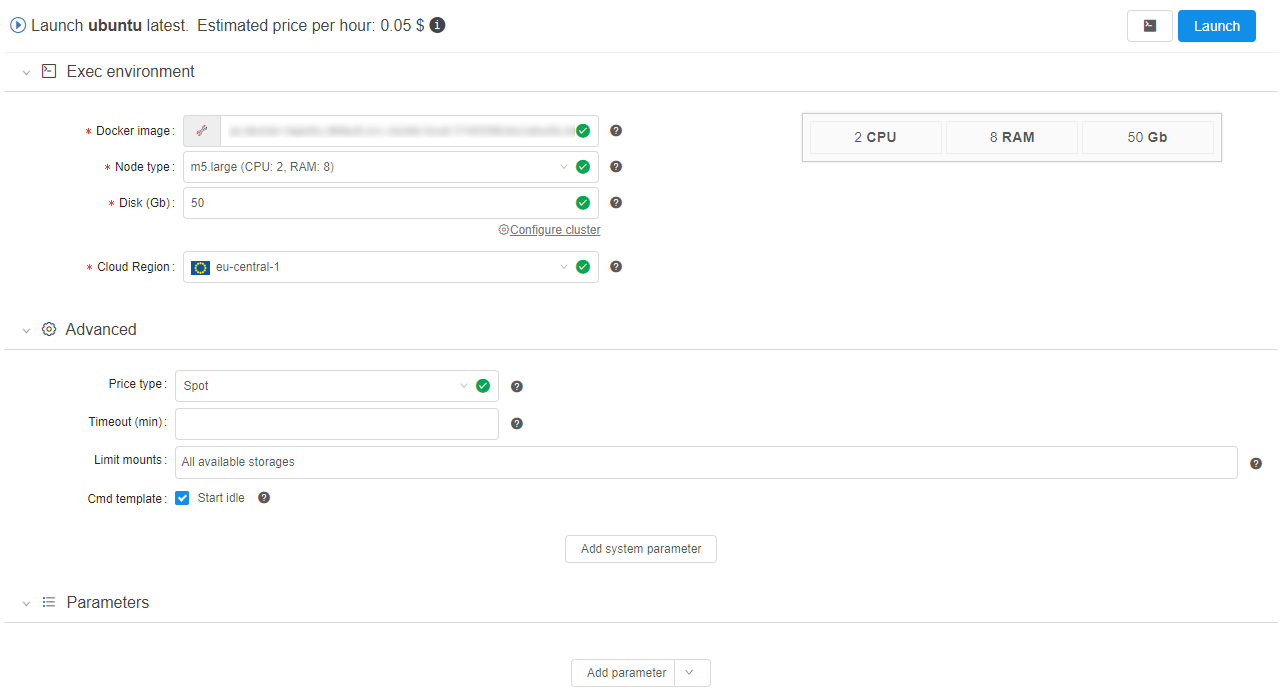 Launch ubuntu latest. Estimated price per hour: 0.05 $
Launch
Exec environment
* Docker image:
2 CPU
8 RAM
50 Gb
* Node type: m5.large (CPU: 2, RAM: 8)
* Disk (Gb): 50
Configure cluster
* Cloud Region: eu-central-1
Advanced
Price type: Spot
Timeout (min):
Limit mounts: All available storages
Cmd template: Start idle
Add system parameter
Parameters
Add parameter